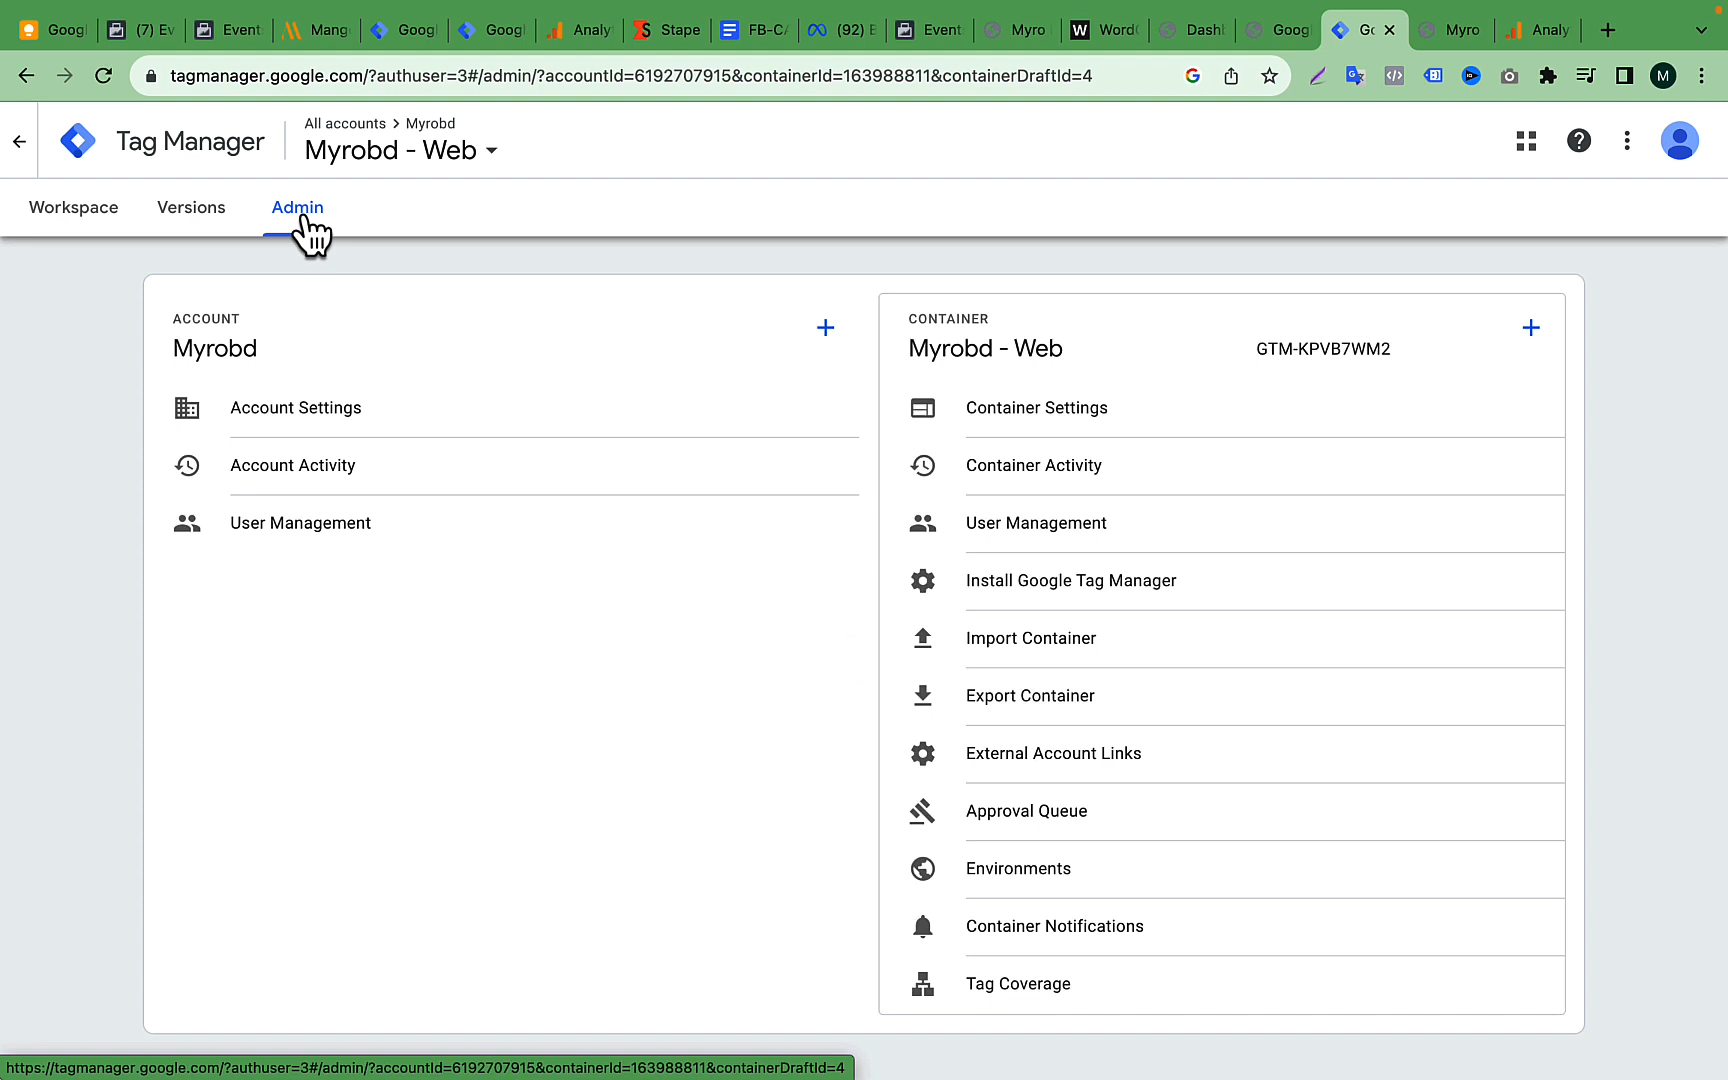 Googl
(7) Ev
Event
Mang
Googl
Googl
Analy
Stape
FB-CA
(92) E
Event
Myro
Word
Dashb
Goog
Go
Myro
Analy
tagmanager.google.com/?authuser=3#/admin/?accountId=6192707915&containerId=163988811&containerDraftId=4
M
Tag Manager
All accounts > Myrobd
Myrobd - Web
Workspace
Versions
Admin
ACCOUNT
Myrobd
Account Settings
Account Activity
User Management
CONTAINER
Myrobd - Web
GTM-KPVB7WM2
Container Settings
Container Activity
User Management
Install Google Tag Manager
Import Container
Export Container
External Account Links
Approval Queue
Environments
Container Notifications
Tag Coverage
https://tagmanager.google.com/?authuser=3#/admin/?accountId=6192707915&containerId=163988811&containerDraftId=4